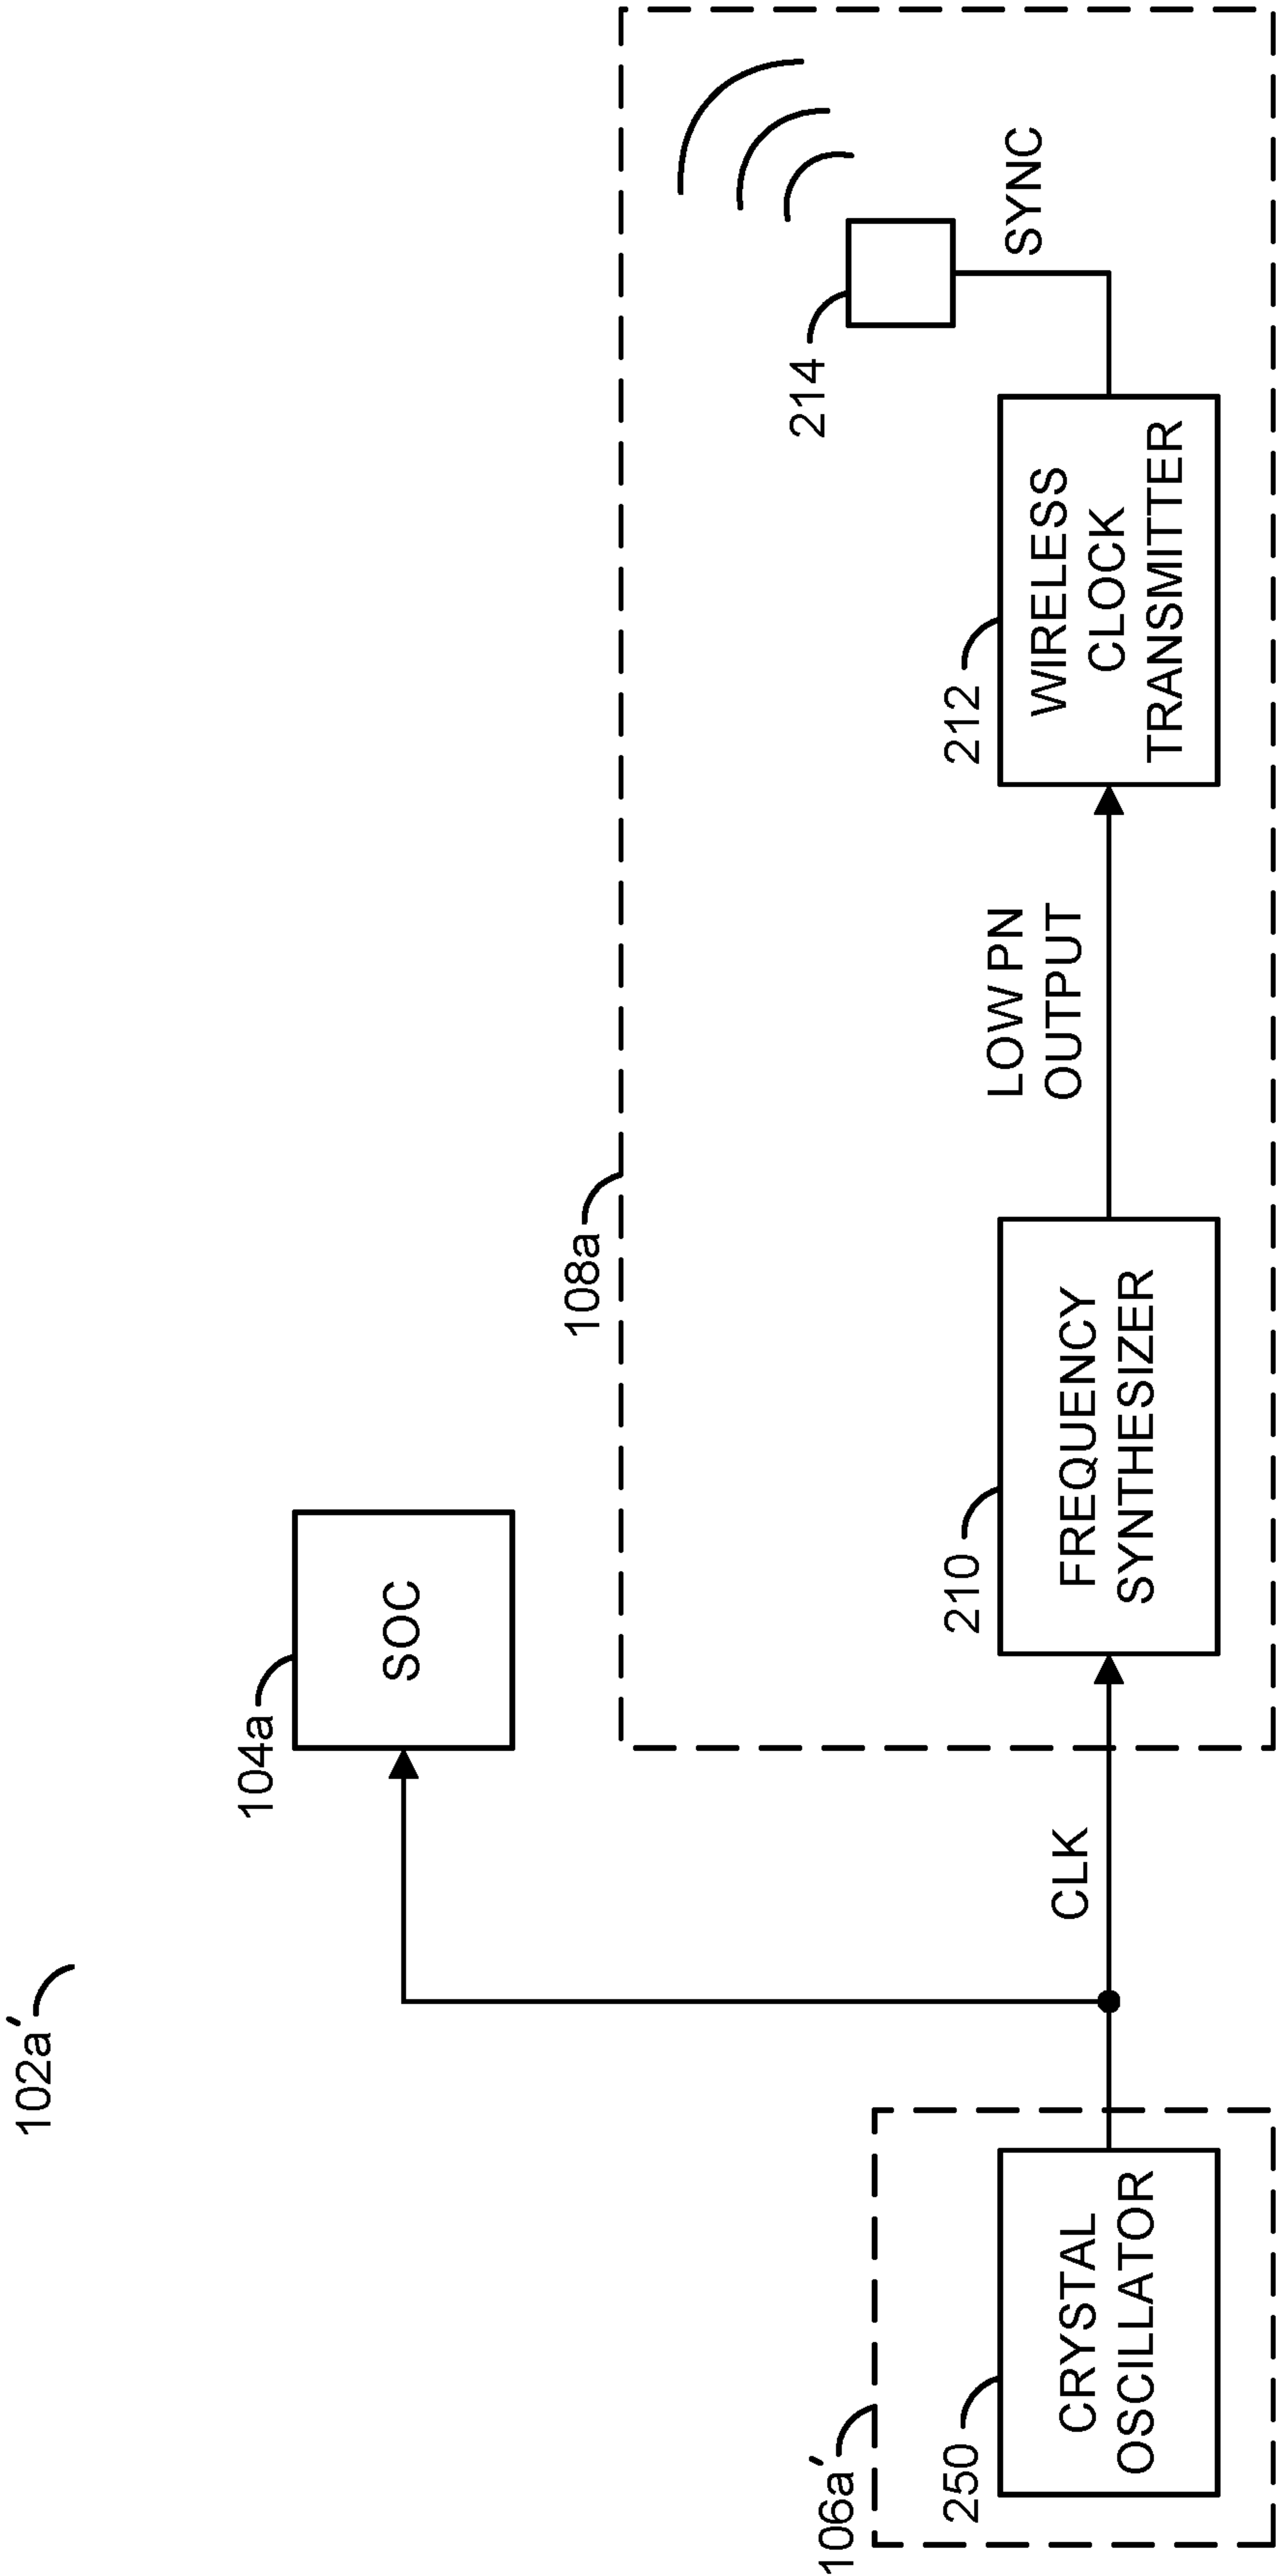 102a′
104a
SOC
108a
214
SYNC
106a′
250
CRYSTAL
OSCILLATOR
CLK
210
FREQUENCY
SYNTHESIZER
LOW PN
OUTPUT
212
WIRELESS
CLOCK
TRANSMITTER